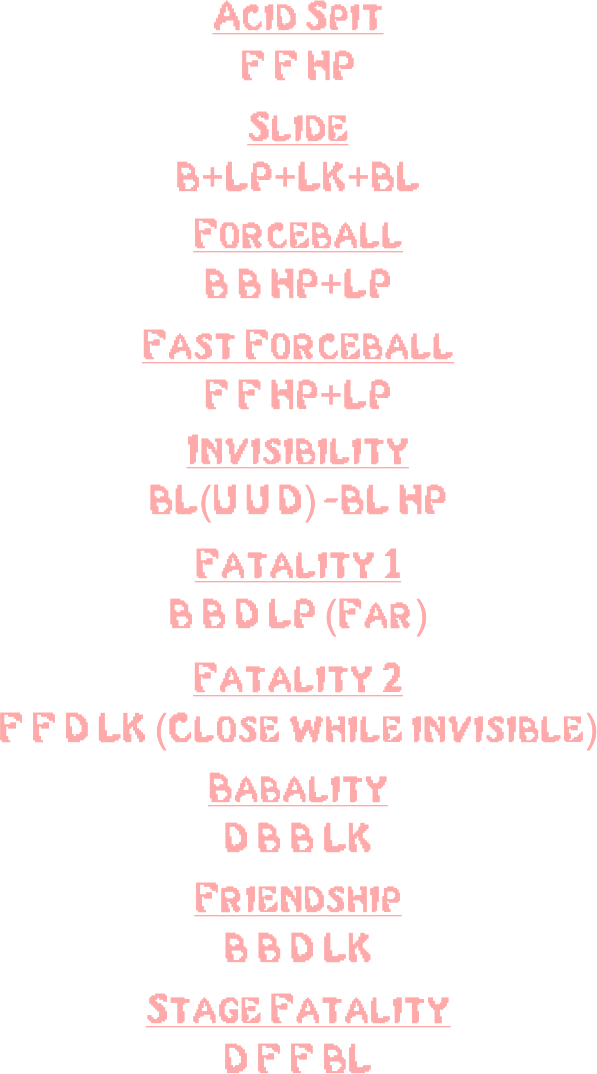 Acid Spit
F F HP
Slide
B+LP+LK+BL
Forceball
B B HP+LP
Fast Forceball
F F HP+LP
Invisibility
BL(U U D) -BL HP
Fatality 1
B B D LP (Far)
Fatality 2
F F D LK (Close while invisible)
Babality
D B B LK
Friendship
B B D LK
Stage Fatality
D F F BL